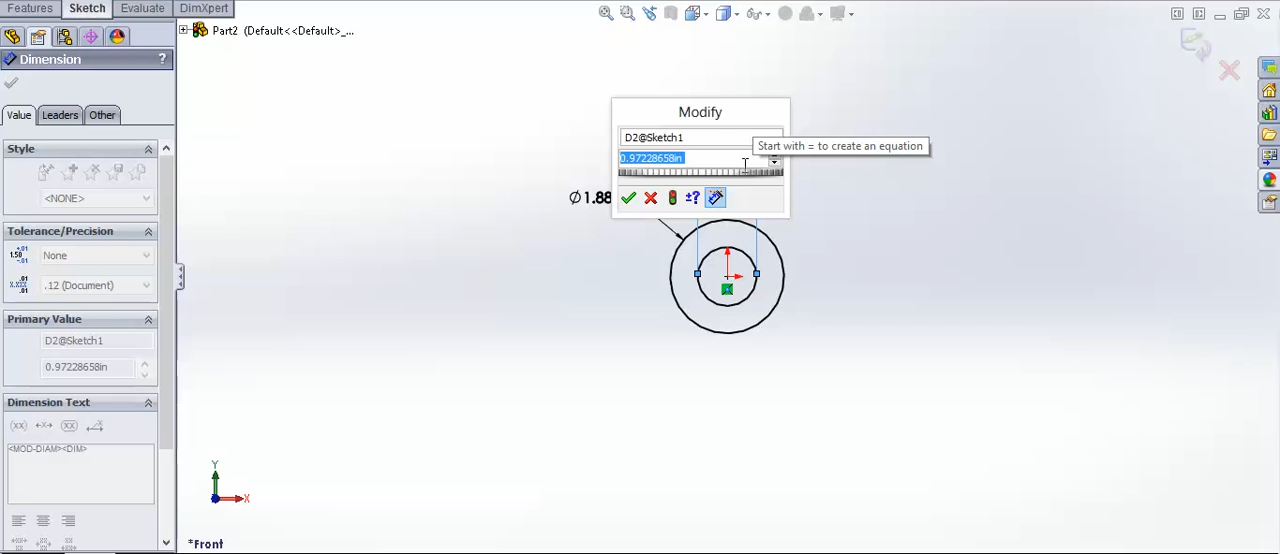 Features Sketch Evaluate DimXpert
Part2 (Default<<Default>_...
Dimension ?
Value Leaders Other
Style
<NONE>
Tolerance/Precision
None
.12 (Document)
Primary Value
D2@Sketch1
0.97228658in
Dimension Text
(xx) (xx)
<MOD-DIAM><DIM>
Modify
D2@Sketch1
Start with = to create an equation
0.97228658in
±?
Ø1.88
Y
X
*Front